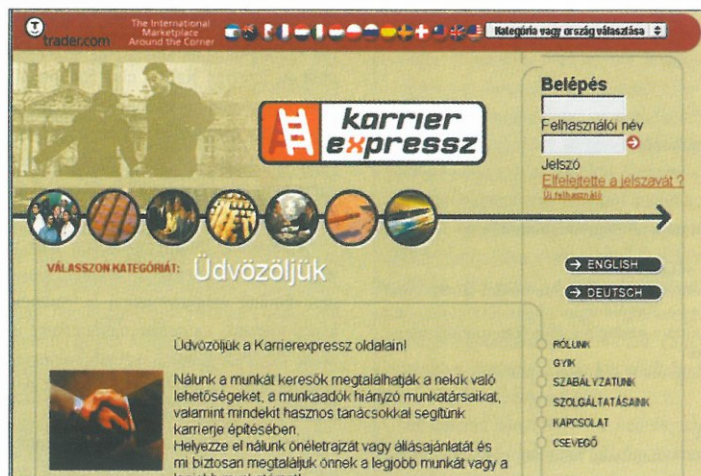 trader.com
The International
Marketplace
Around the Corner
Kategória vagy ország választása
Belépés
Felhasználói név
Jelszó
Elfelejtette a jelszavát ?
Új felhasználó
karrier
expressz
VÁLASSZON KATEGÓRIÁT: Üdvözöljük
→ ENGLISH
→ DEUTSCH
Üdvözöljük a Karrierexpressz oldalain!
Nálunk a munkát keresők megtalálhatják a nekik való
lehetőségeket, a munkaadók hiányzó munkatársaikat,
valamint mindekit hasznos tanácsokkal segítünk
karrierje építésében.
Helyezze el nálunk önéletrajzát vagy állásajánlatát és
mi biztosan megtaláljuk önnek a legjobb munkát vagy a
RÓLUNK
GYIK
SZABÁLYZATUNK
SZOLGÁLTATÁSAINK
KAPCSOLAT
CSEVEGŐ